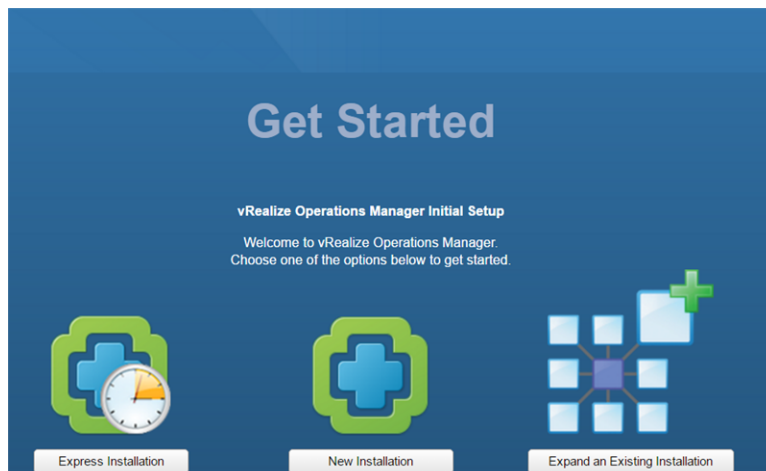 Get Started
vRealize Operations Manager Initial Setup
Welcome to vRealize Operations Manager.
Choose one of the options below to get started.
Express Installation
New Installation
Expand an Existing Installation